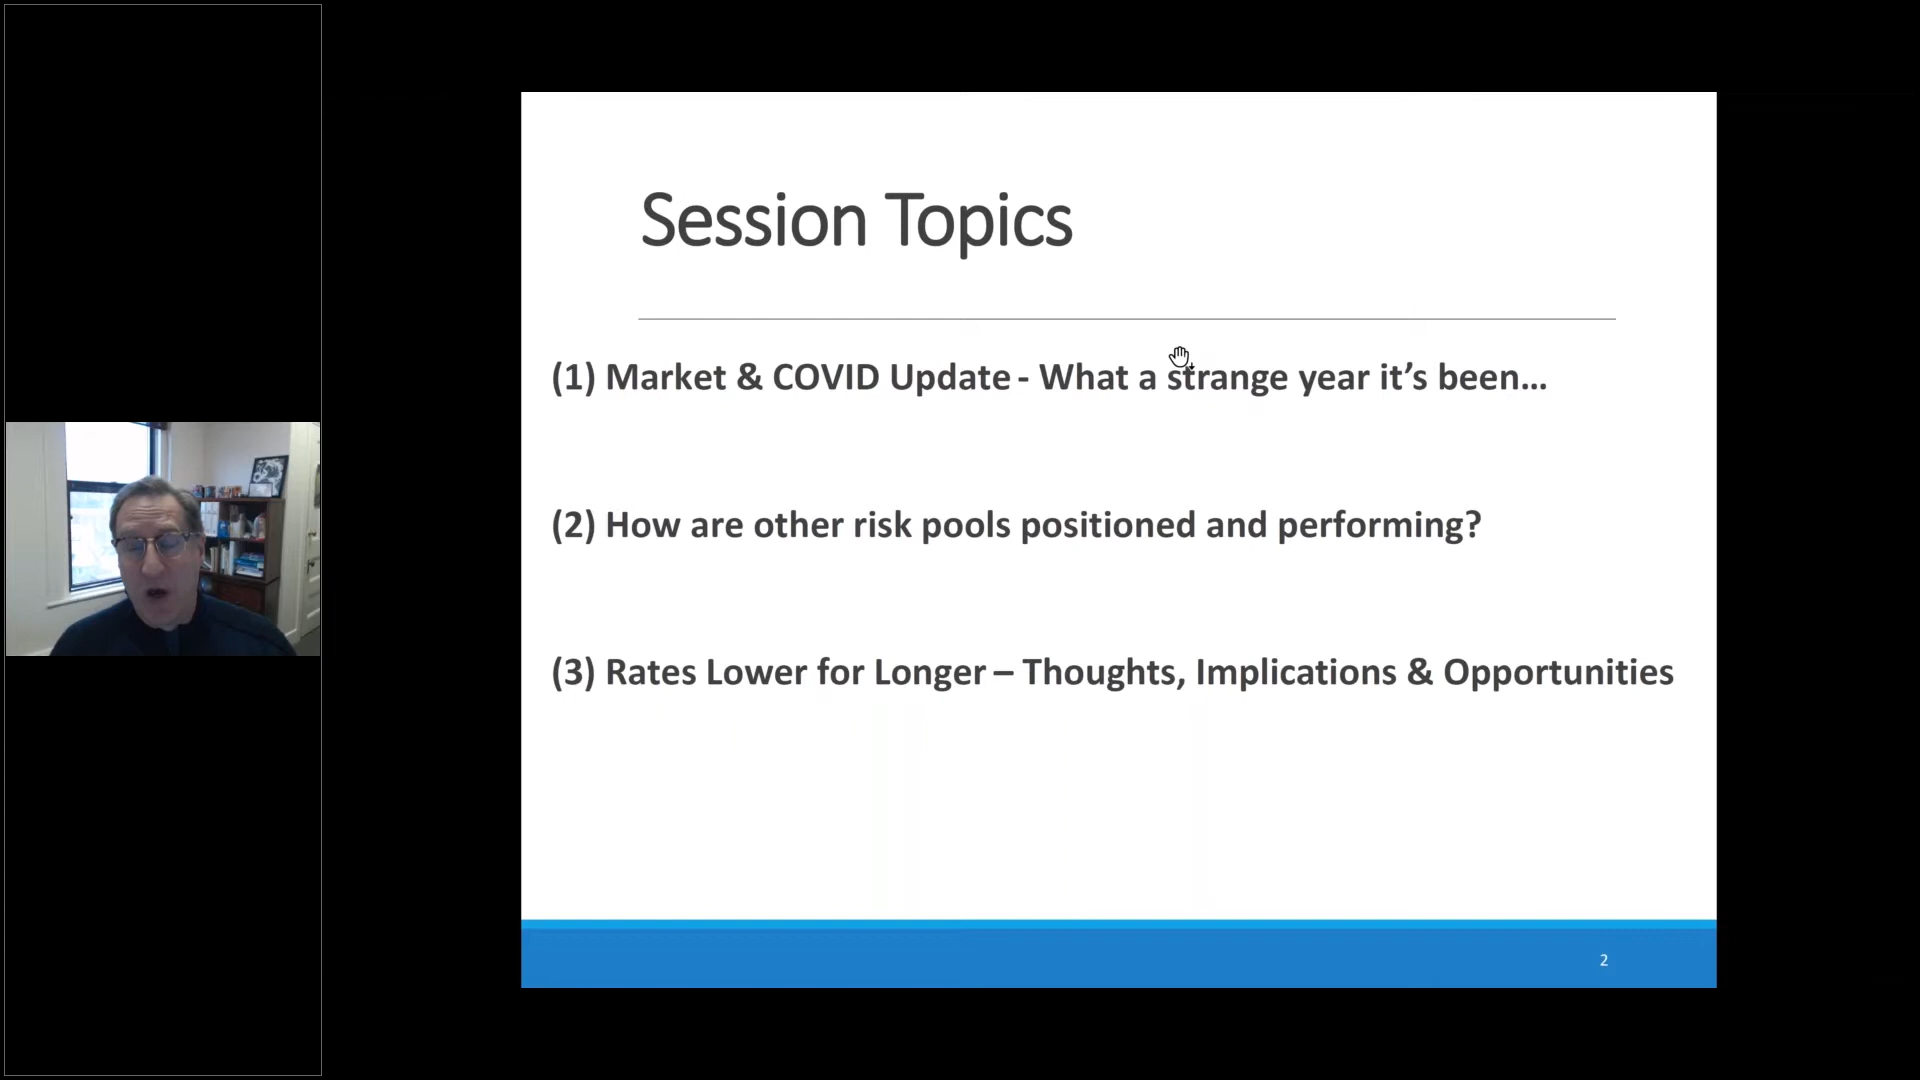 Session Topics
(1) Market & COVID Update - What a strange year it’s been…
(2) How are other risk pools positioned and performing?
(3) Rates Lower for Longer – Thoughts, Implications & Opportunities
2